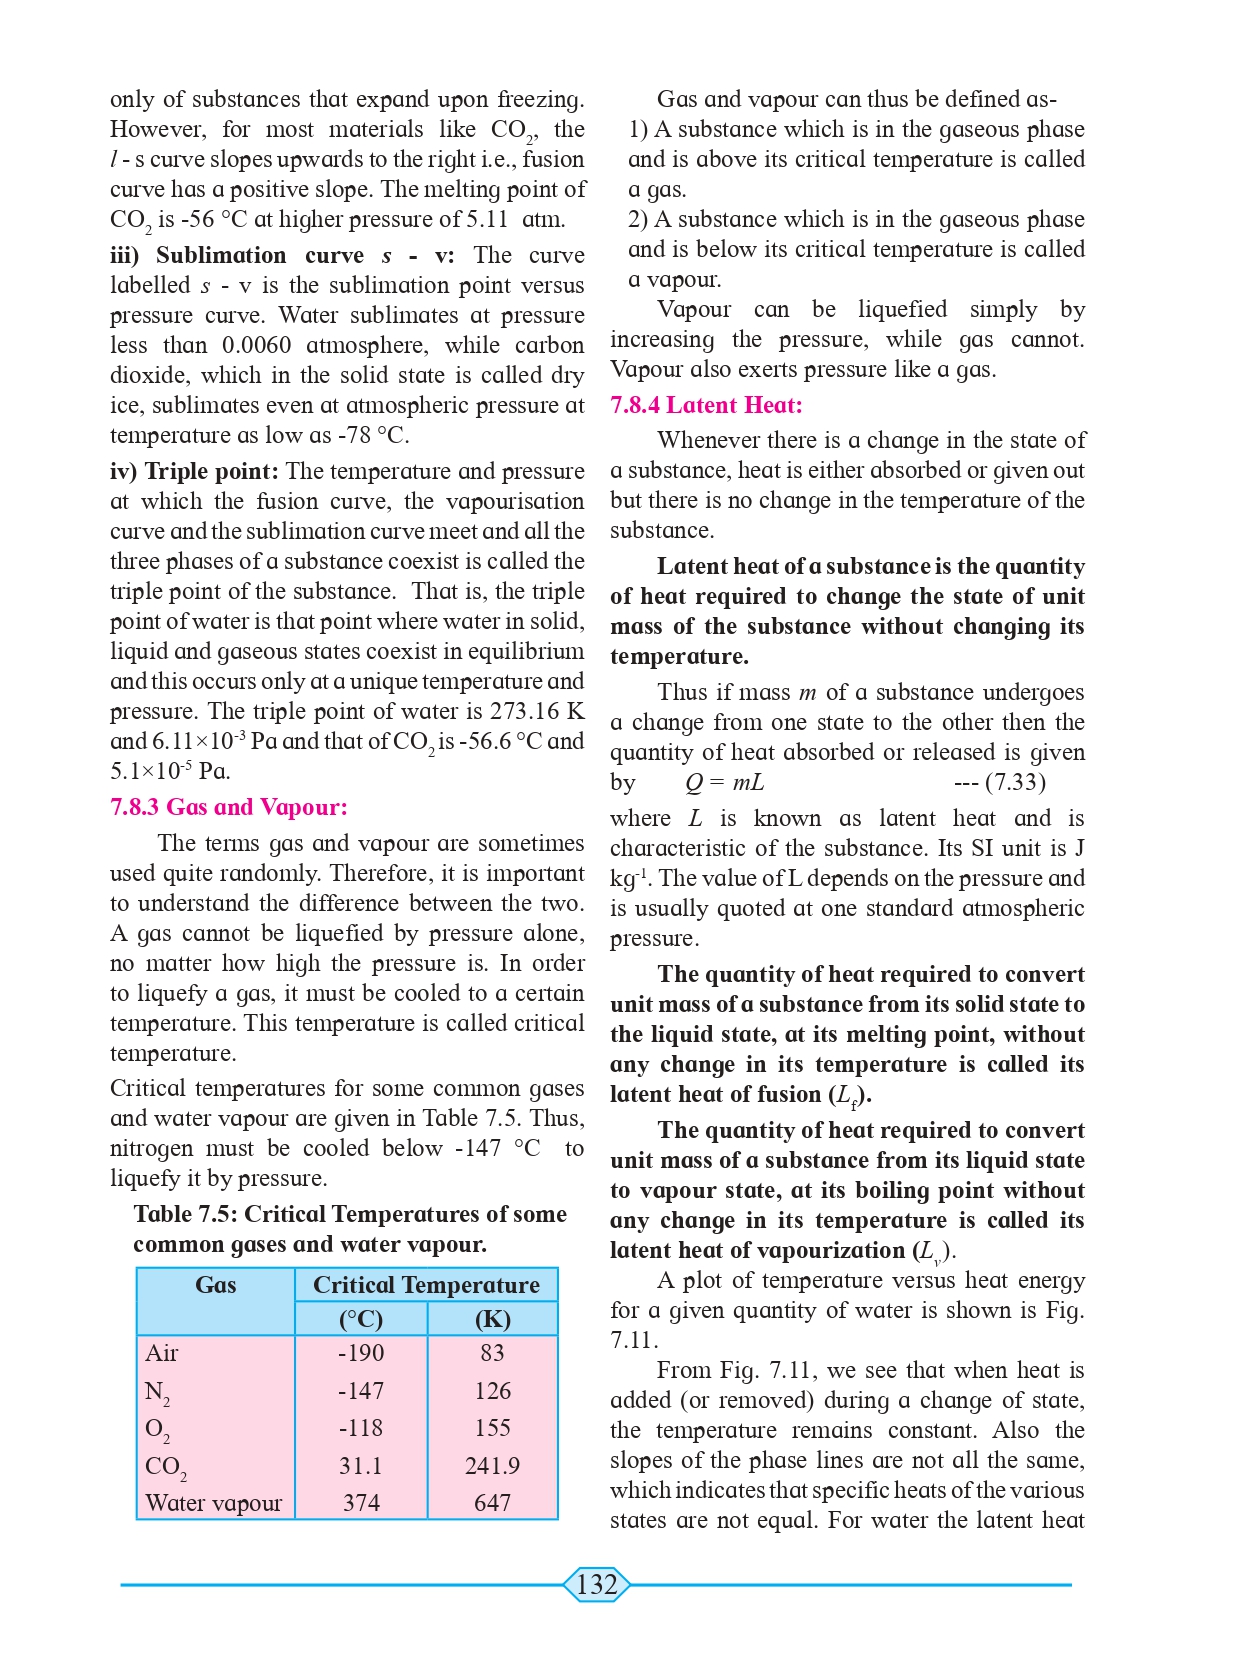 only of substances that expand upon freezing.
However, for most materials like CO₂, the
l - s curve slopes upwards to the right i.e., fusion
curve has a positive slope. The melting point of
CO₂ is -56 °C at higher pressure of 5.11 atm.
iii) Sublimation curve s - v: The curve
labelled s - v is the sublimation point versus
pressure curve. Water sublimates at pressure
less than 0.0060 atmosphere, while carbon
dioxide, which in the solid state is called dry
ice, sublimates even at atmospheric pressure at
temperature as low as -78 °C.
iv) Triple point: The temperature and pressure
at which the fusion curve, the vapourisation
curve and the sublimation curve meet and all the
three phases of a substance coexist is called the
triple point of the substance. That is, the triple
point of water is that point where water in solid,
liquid and gaseous states coexist in equilibrium
and this occurs only at a unique temperature and
pressure. The triple point of water is 273.16 K
and 6.11×10⁻³ Pa and that of CO₂ is -56.6 °C and
5.1×10⁻⁵ Pa.
7.8.3 Gas and Vapour:
The terms gas and vapour are sometimes
used quite randomly. Therefore, it is important
to understand the difference between the two.
A gas cannot be liquefied by pressure alone,
no matter how high the pressure is. In order
to liquefy a gas, it must be cooled to a certain
temperature. This temperature is called critical
temperature.
Critical temperatures for some common gases
and water vapour are given in Table 7.5. Thus,
nitrogen must be cooled below -147 °C to
liquefy it by pressure.
Table 7.5: Critical Temperatures of some
common gases and water vapour.
Gas Critical Temperature
(°C) (K)
Air -190 83
N₂ -147 126
O₂ -118 155
CO₂ 31.1 241.9
Water vapour 374 647
Gas and vapour can thus be defined as-
1) A substance which is in the gaseous phase
and is above its critical temperature is called
a gas.
2) A substance which is in the gaseous phase
and is below its critical temperature is called
a vapour.
Vapour can be liquefied simply by
increasing the pressure, while gas cannot.
Vapour also exerts pressure like a gas.
7.8.4 Latent Heat:
Whenever there is a change in the state of
a substance, heat is either absorbed or given out
but there is no change in the temperature of the
substance.
Latent heat of a substance is the quantity
of heat required to change the state of unit
mass of the substance without changing its
temperature.
Thus if mass m of a substance undergoes
a change from one state to the other then the
quantity of heat absorbed or released is given
by Q = mL --- (7.33)
where L is known as latent heat and is
characteristic of the substance. Its SI unit is J
kg⁻¹. The value of L depends on the pressure and
is usually quoted at one standard atmospheric
pressure.
The quantity of heat required to convert
unit mass of a substance from its solid state to
the liquid state, at its melting point, without
any change in its temperature is called its
latent heat of fusion (L_f).
The quantity of heat required to convert
unit mass of a substance from its liquid state
to vapour state, at its boiling point without
any change in its temperature is called its
latent heat of vapourization (L_v).
A plot of temperature versus heat energy
for a given quantity of water is shown is Fig.
7.11.
From Fig. 7.11, we see that when heat is
added (or removed) during a change of state,
the temperature remains constant. Also the
slopes of the phase lines are not all the same,
which indicates that specific heats of the various
states are not equal. For water the latent heat
132